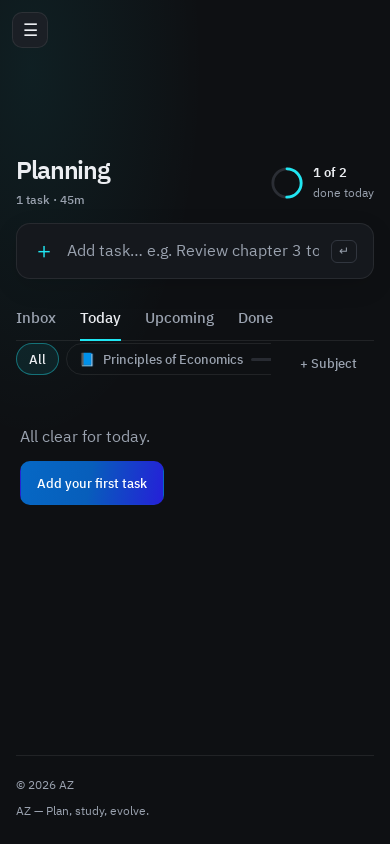 ☰
Planning
1 task · 45m
1 of 2
done today
+ Add task… e.g. Review chapter 3 to ↵
Inbox Today Upcoming Done
All 📘 Principles of Economics + Subject
All clear for today.
Add your first task
© 2026 AZ
AZ — Plan, study, evolve.